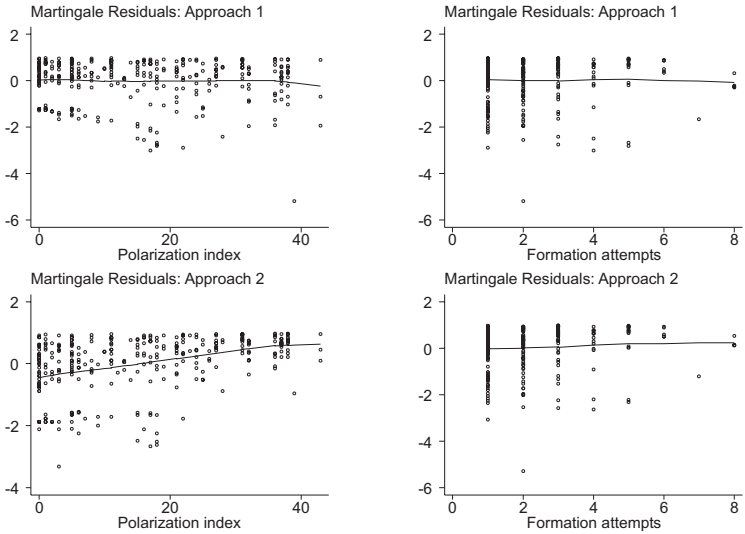 Martingale Residuals: Approach 1
2
0
-2
-4
-6
0 20 40
Polarization index
Martingale Residuals: Approach 1
2
0
-2
-4
-6
0 2 4 6 8
Formation attempts
Martingale Residuals: Approach 2
2
0
-2
-4
0 20 40
Polarization index
Martingale Residuals: Approach 2
2
0
-2
-4
-6
0 2 4 6 8
Formation attempts